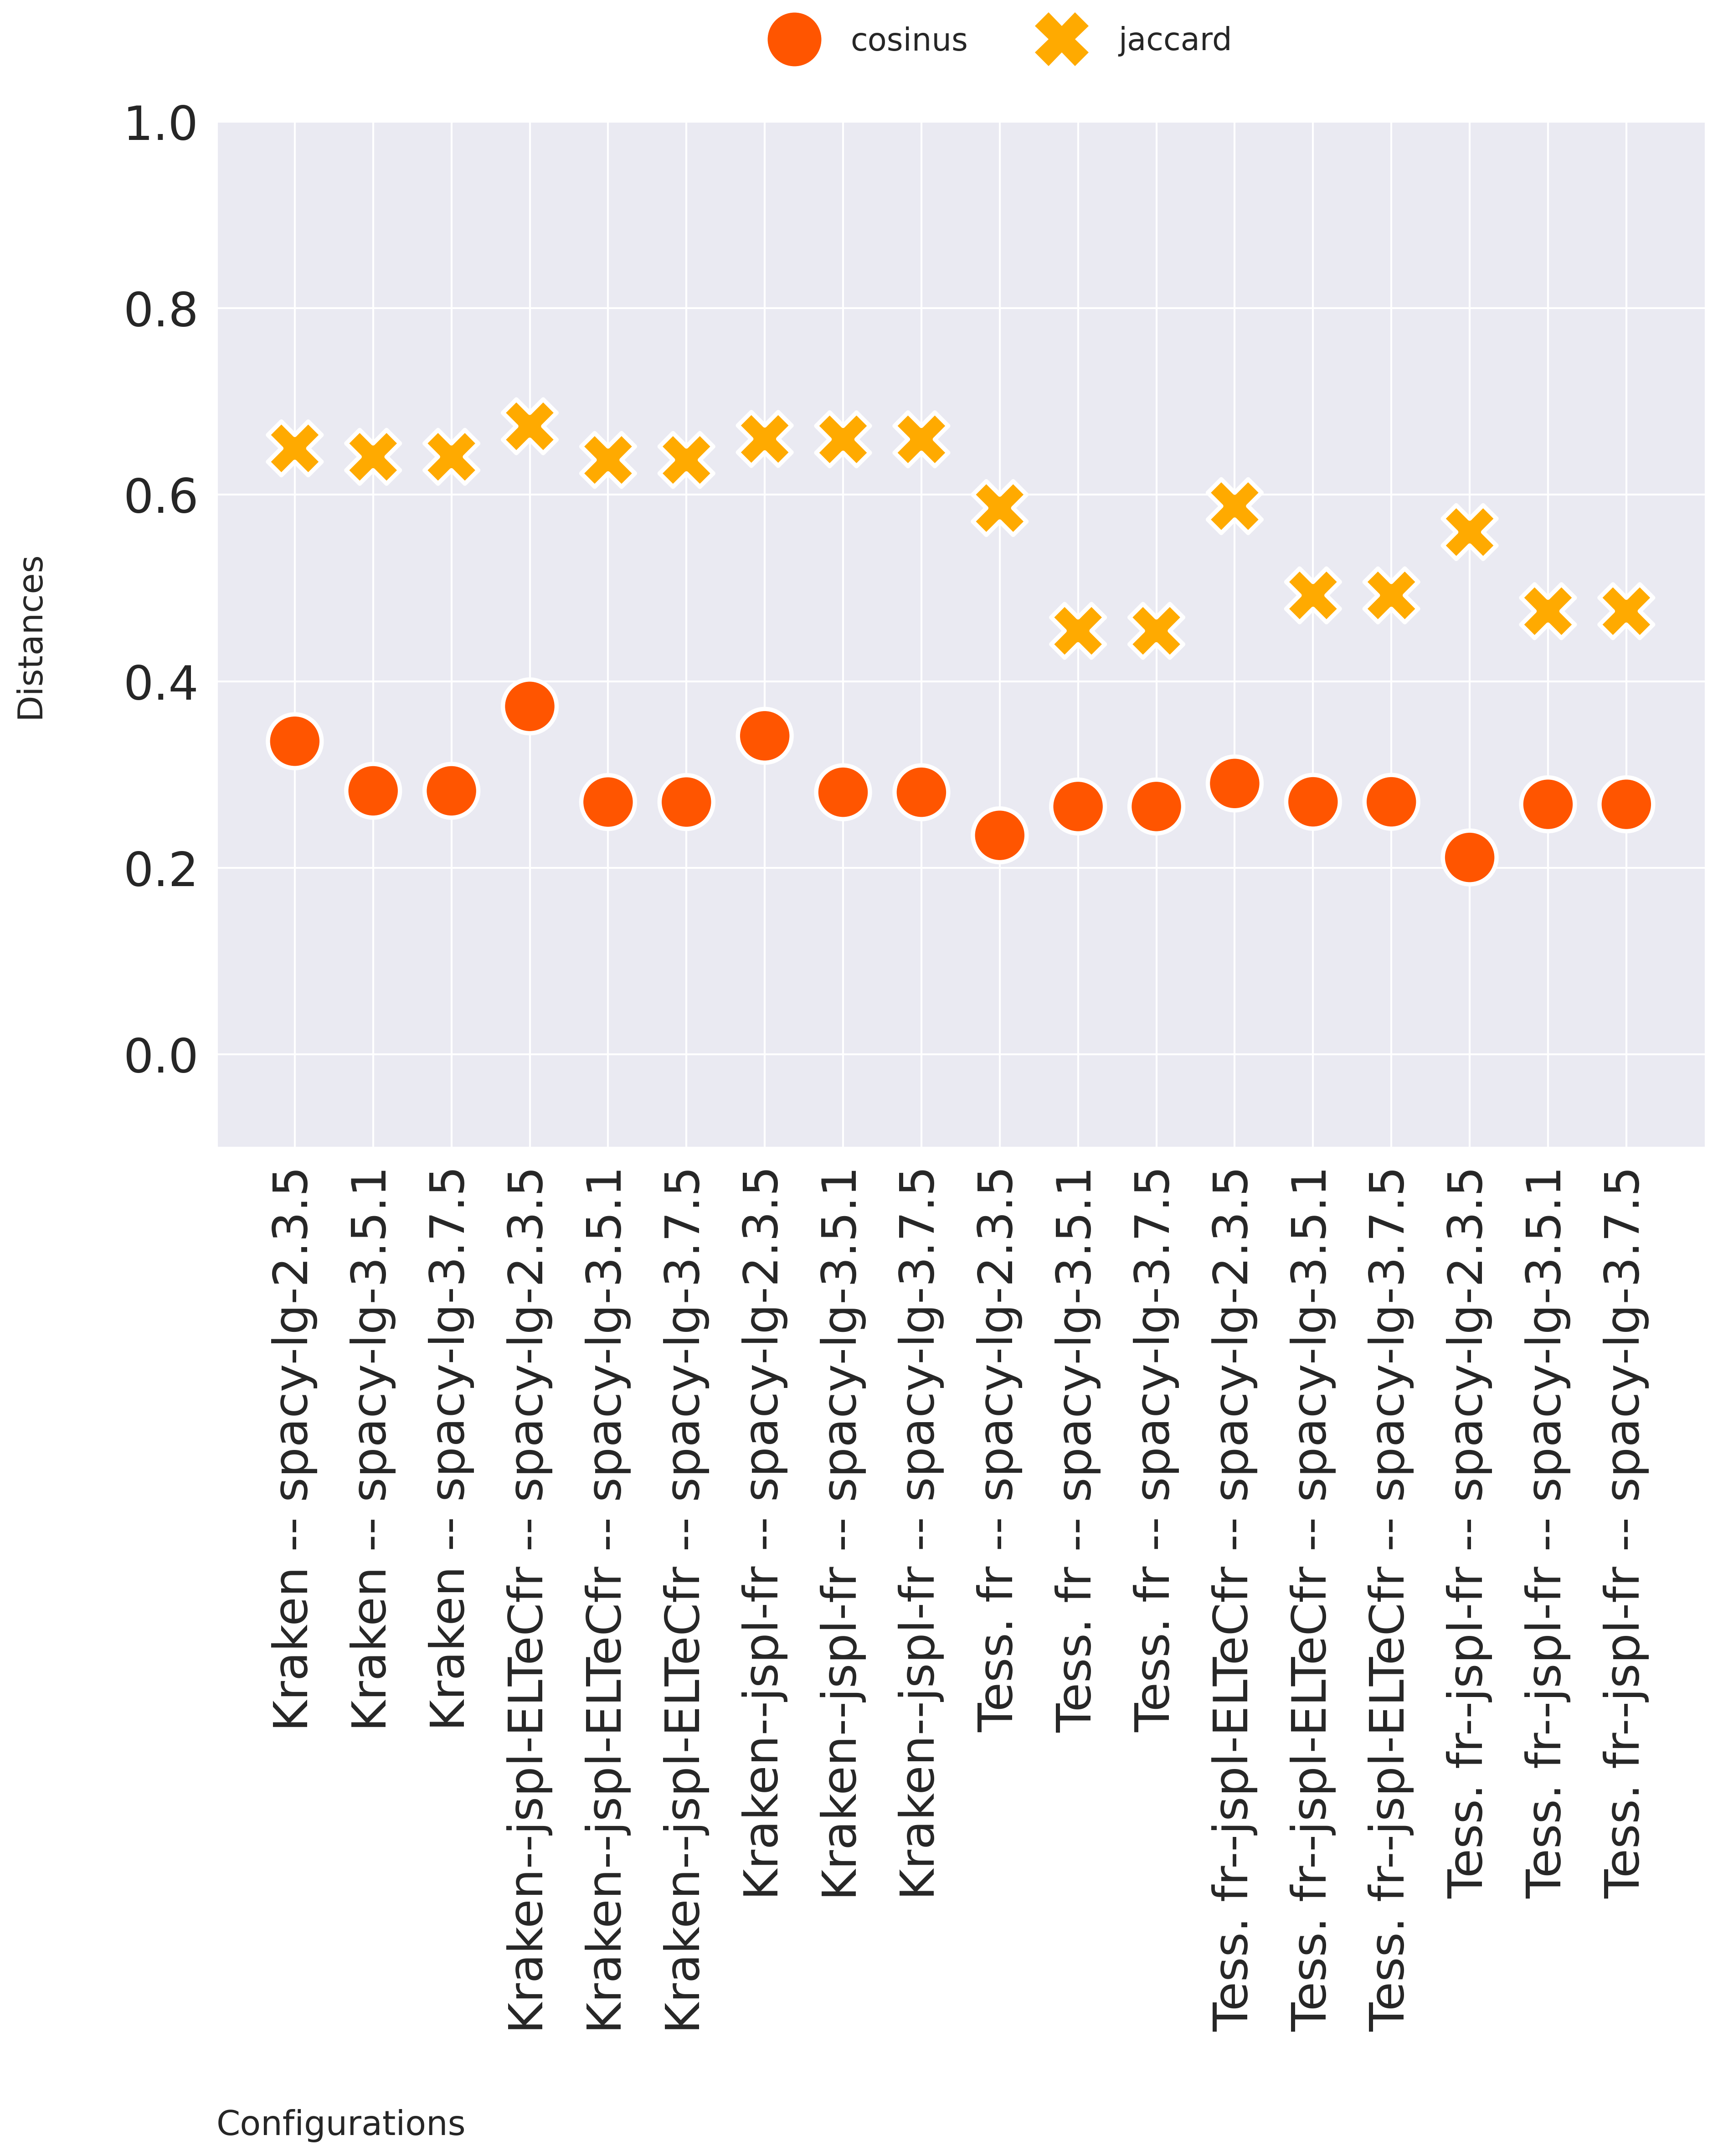 cosinus jaccard
1.0
0.8
0.6
0.4
0.2
0.0
Distances
Kraken -- spacy-lg-2.3.5
Kraken -- spacy-lg-3.5.1
Kraken -- spacy-lg-3.7.5
Kraken--jspl-ELTeCfr -- spacy-lg-2.3.5
Kraken--jspl-ELTeCfr -- spacy-lg-3.5.1
Kraken--jspl-ELTeCfr -- spacy-lg-3.7.5
Kraken--jspl-fr -- spacy-lg-2.3.5
Kraken--jspl-fr -- spacy-lg-3.5.1
Kraken--jspl-fr -- spacy-lg-3.7.5
Tess. fr -- spacy-lg-2.3.5
Tess. fr -- spacy-lg-3.5.1
Tess. fr -- spacy-lg-3.7.5
Tess. fr--jspl-ELTeCfr -- spacy-lg-2.3.5
Tess. fr--jspl-ELTeCfr -- spacy-lg-3.5.1
Tess. fr--jspl-ELTeCfr -- spacy-lg-3.7.5
Tess. fr--jspl-fr -- spacy-lg-2.3.5
Tess. fr--jspl-fr -- spacy-lg-3.5.1
Tess. fr--jspl-fr -- spacy-lg-3.7.5
Configurations